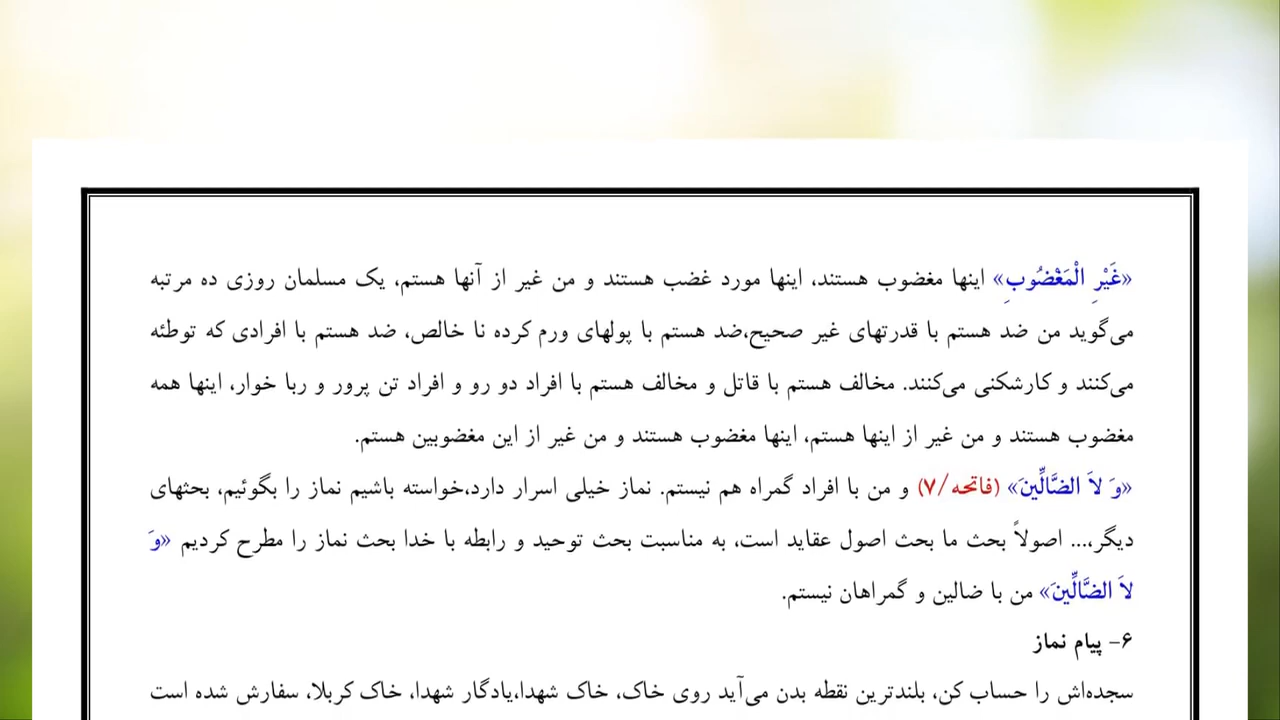 «غَیْرِ الْمَغْضُوبِ» اینها مغضوب هستند، اینها مورد غضب هستند و من غیر از آنها هستم، یک مسلمان روزی ده مرتبه
می‌گوید من ضد هستم با قدرتهای غیر صحیح،ضد هستم با پولهای ورم کرده نا خالص، ضد هستم با افرادی که توطئه
می‌کنند و کارشکنی می‌کنند. مخالف هستم با قاتل و مخالف هستم با افراد دو رو و افراد تن پرور و ربا خوار، اینها همه
مغضوب هستند و من غیر از اینها هستم، اینها مغضوب هستند و من غیر از این مغضوبین هستم.
«وَ لاَ الضَّالِّینَ» (فاتحه/۷) و من با افراد گمراه هم نیستم. نماز خیلی اسرار دارد،خواسته باشیم نماز را بگوئیم، بحثهای
دیگر،... اصولاً بحث ما بحث اصول عقاید است، به مناسبت بحث توحید و رابطه با خدا بحث نماز را مطرح کردیم «وَ
لاَ الضَّالِّینَ» من با ضالین و گمراهان نیستم.
۶- پیام نماز
سجده‌اش را حساب کن، بلندترین نقطه بدن می‌آید روی خاک، خاک شهدا،یادگار شهدا، خاک کربلا، سفارش شده است